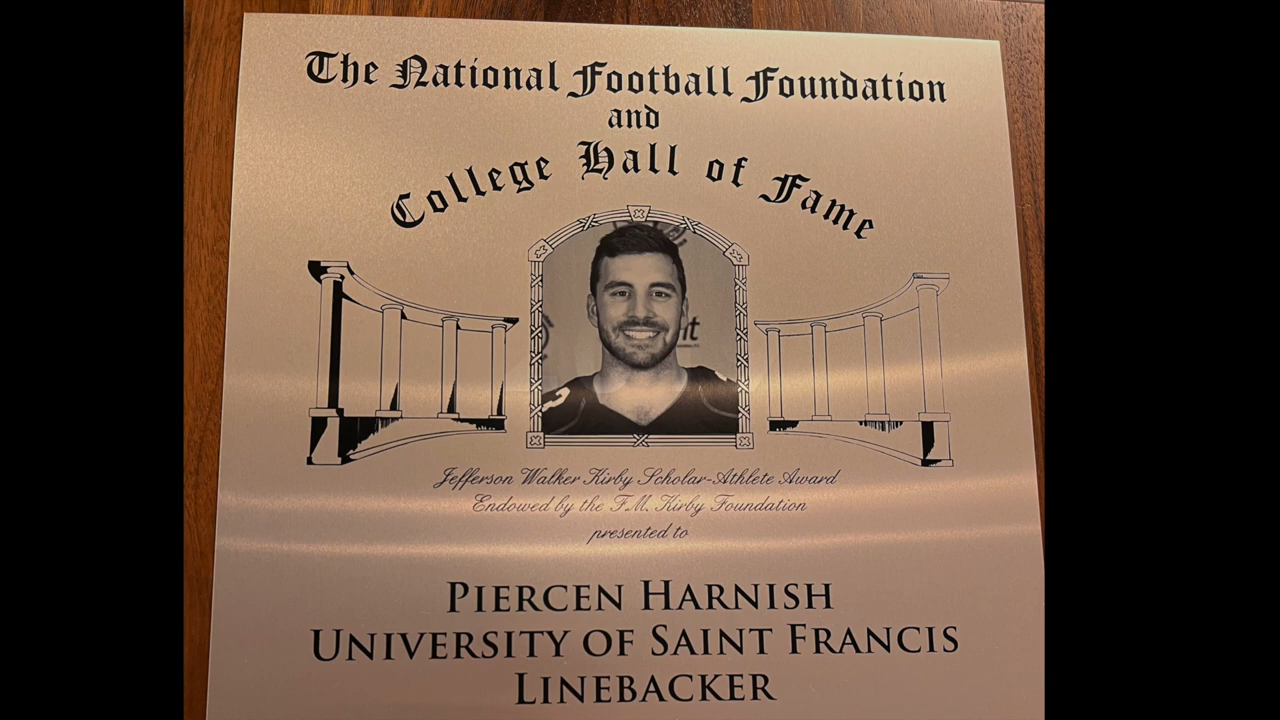 The National Football Foundation
and
College Hall of Fame
Jefferson Walker Kirby Scholar-Athlete Award
Endowed by the F.M. Kirby Foundation
presented to
PIERCEN HARNISH
UNIVERSITY OF SAINT FRANCIS
LINEBACKER